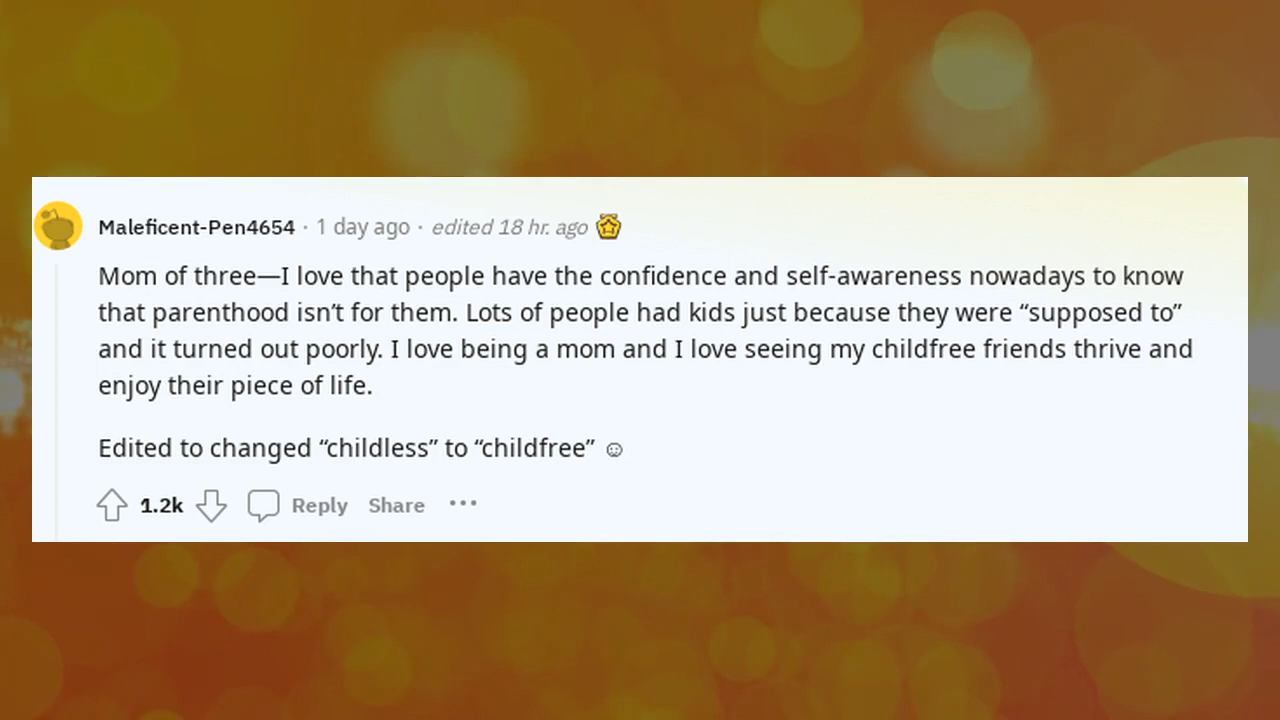 Maleficent-Pen4654 · 1 day ago · edited 18 hr. ago
Mom of three—I love that people have the confidence and self-awareness nowadays to know
that parenthood isn’t for them. Lots of people had kids just because they were “supposed to”
and it turned out poorly. I love being a mom and I love seeing my childfree friends thrive and
enjoy their piece of life.
Edited to changed “childless” to “childfree” ☺
1.2k Reply Share ···